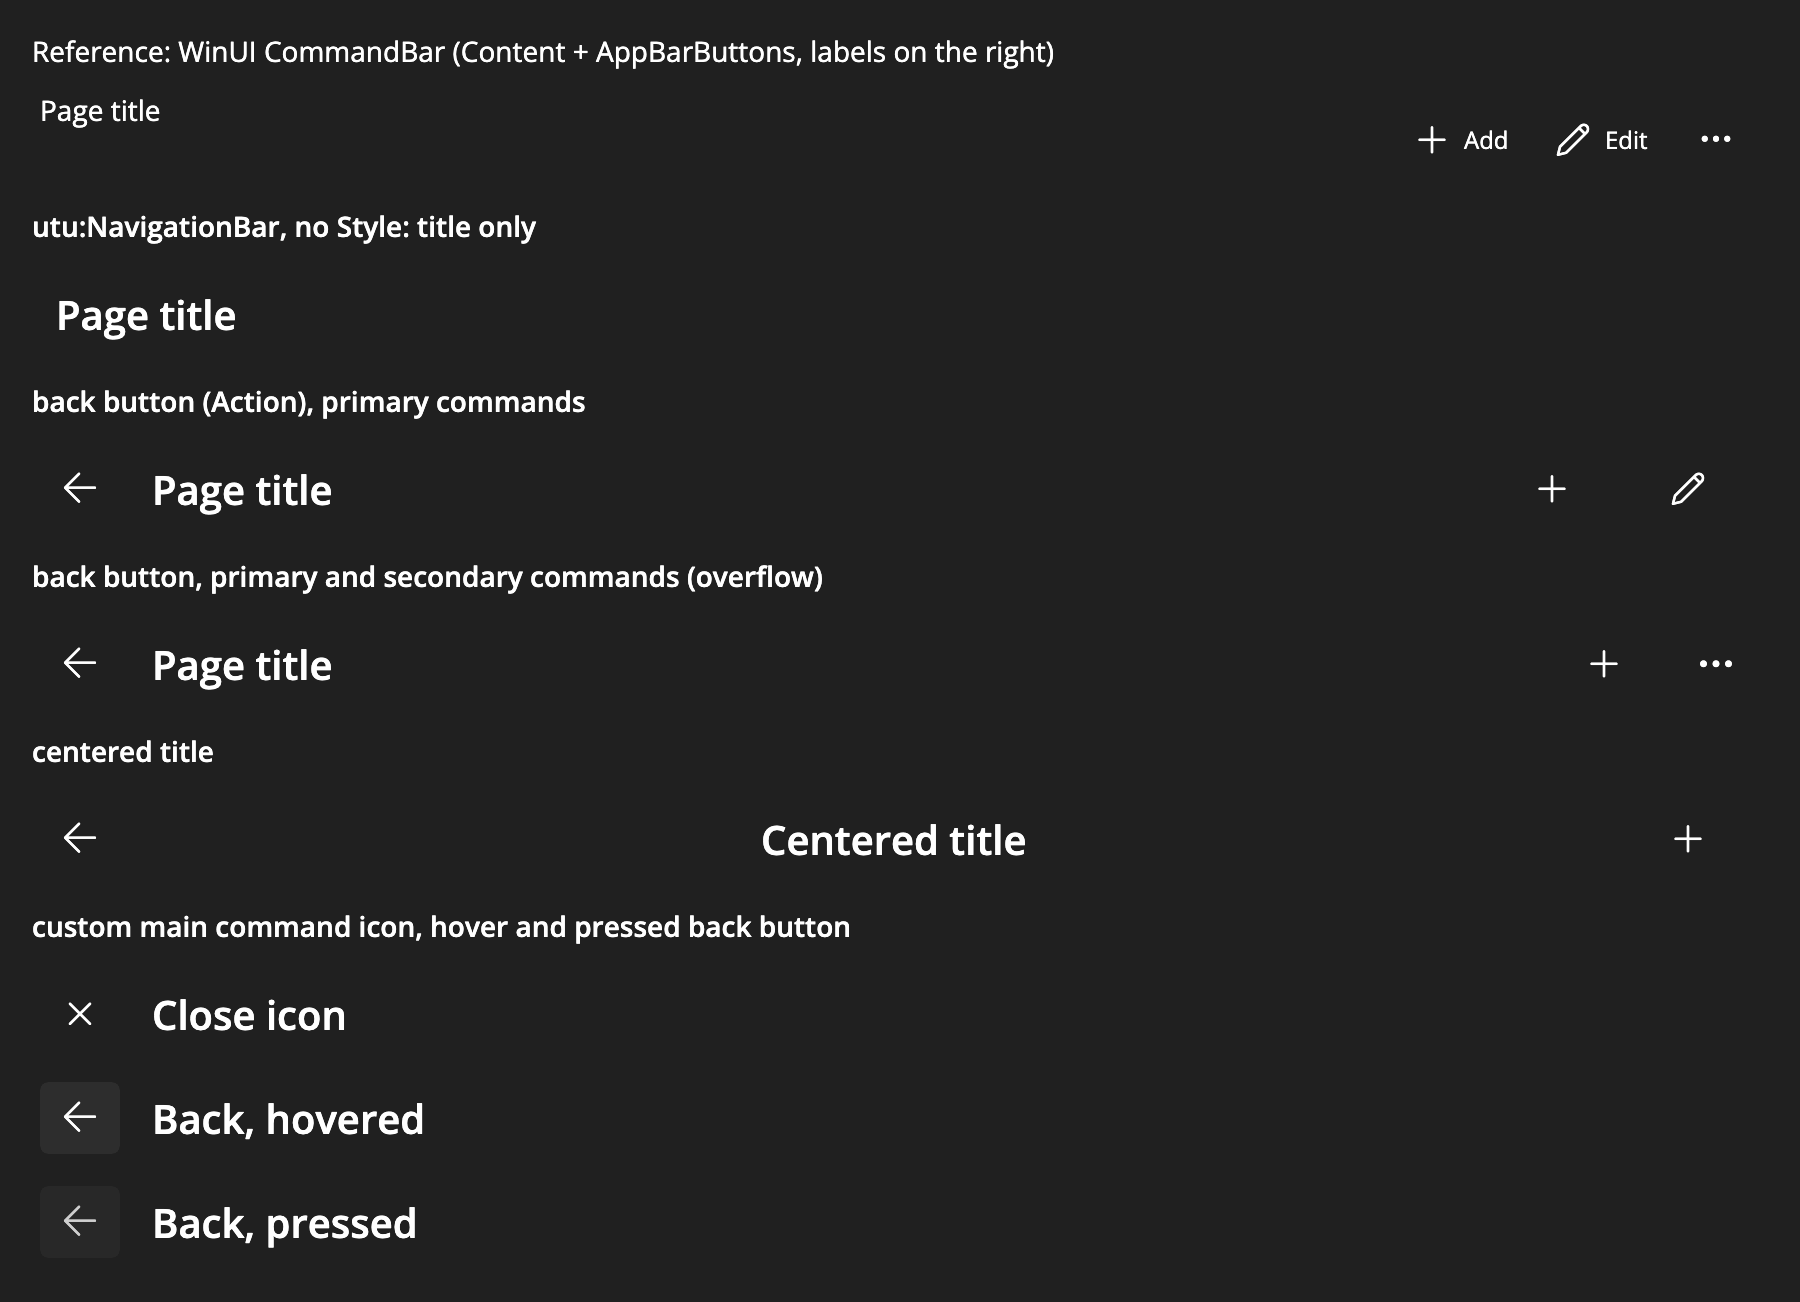 Reference: WinUI CommandBar (Content + AppBarButtons, labels on the right)
Page title
Add Edit
utu:NavigationBar, no Style: title only
Page title
back button (Action), primary commands
Page title
back button, primary and secondary commands (overflow)
Page title
centered title
Centered title
custom main command icon, hover and pressed back button
Close icon
Back, hovered
Back, pressed